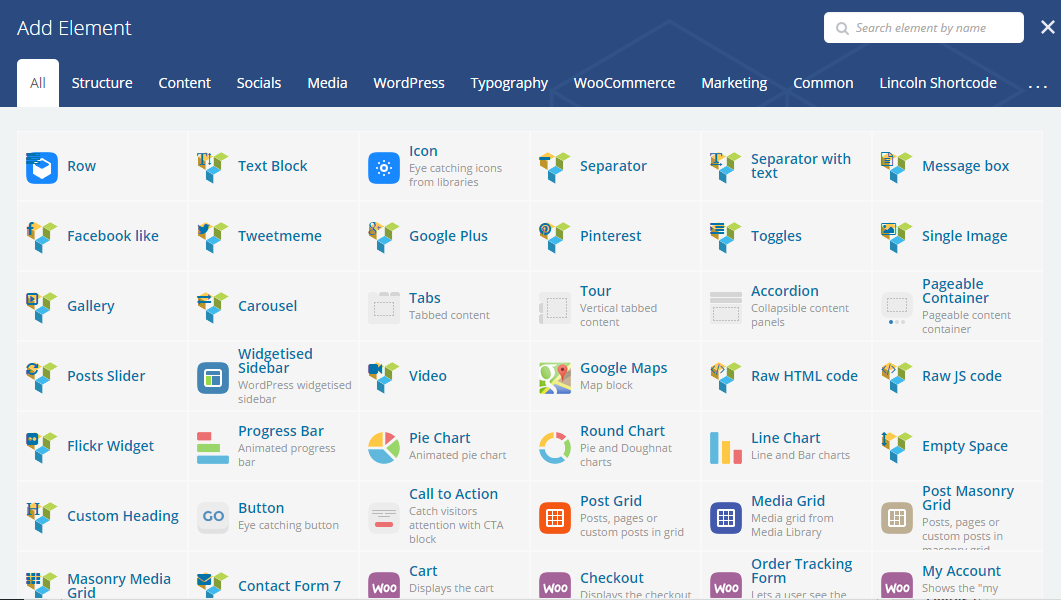 Add Element
Search element by name
All Structure Content Socials Media WordPress Typography WooCommerce Marketing Common Lincoln Shortcode ...
Row
Text Block
Icon
Eye catching icons
from libraries
Separator
Separator with
text
Message box
Facebook like
Tweetmeme
Google Plus
Pinterest
Toggles
Single Image
Gallery
Carousel
Tabs
Tabbed content
Tour
Vertical tabbed
content
Accordion
Collapsible content
panels
Pageable
Container
Pageable content
container
Posts Slider
Widgetised
Sidebar
WordPress widgetised
sidebar
Video
Google Maps
Map block
Raw HTML code
Raw JS code
Flickr Widget
Progress Bar
Animated progress
bar
Pie Chart
Animated pie chart
Round Chart
Pie and Doughnat
charts
Line Chart
Line and Bar charts
Empty Space
Custom Heading
GO
Button
Eye catching button
Call to Action
Catch visitors
attention with CTA
block
Post Grid
Posts, pages or
custom posts in grid
Media Grid
Media grid from
Media Library
Post Masonry
Grid
Posts, pages or
custom posts in
masonry grid
Masonry Media
Grid
Contact Form 7
Woo
Cart
Displays the cart
Woo
Checkout
Displays the checkout
Woo
Order Tracking
Form
Lets a user see the
Woo
My Account
Shows the "my